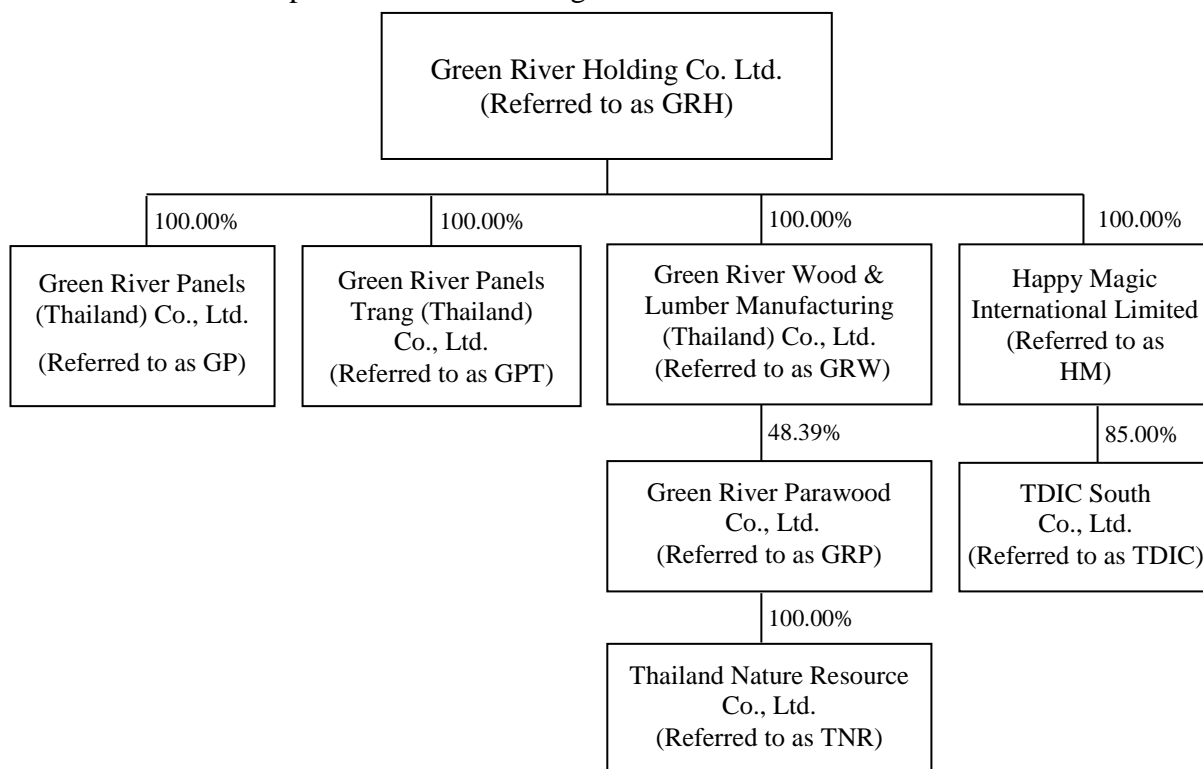 Green River Holding Co. Ltd.
(Referred to as GRH)
100.00%
100.00%
100.00%
100.00%
Green River Panels
(Thailand) Co., Ltd.
(Referred to as GP)
Green River Panels
Trang (Thailand)
Co., Ltd.
(Referred to as GPT)
Green River Wood &
Lumber Manufacturing
(Thailand) Co., Ltd.
(Referred to as GRW)
Happy Magic
International Limited
(Referred to as
HM)
48.39%
85.00%
Green River Parawood
Co., Ltd.
(Referred to as GRP)
TDIC South
Co., Ltd.
(Referred to as TDIC)
100.00%
Thailand Nature Resource
Co., Ltd.
(Referred to as TNR)